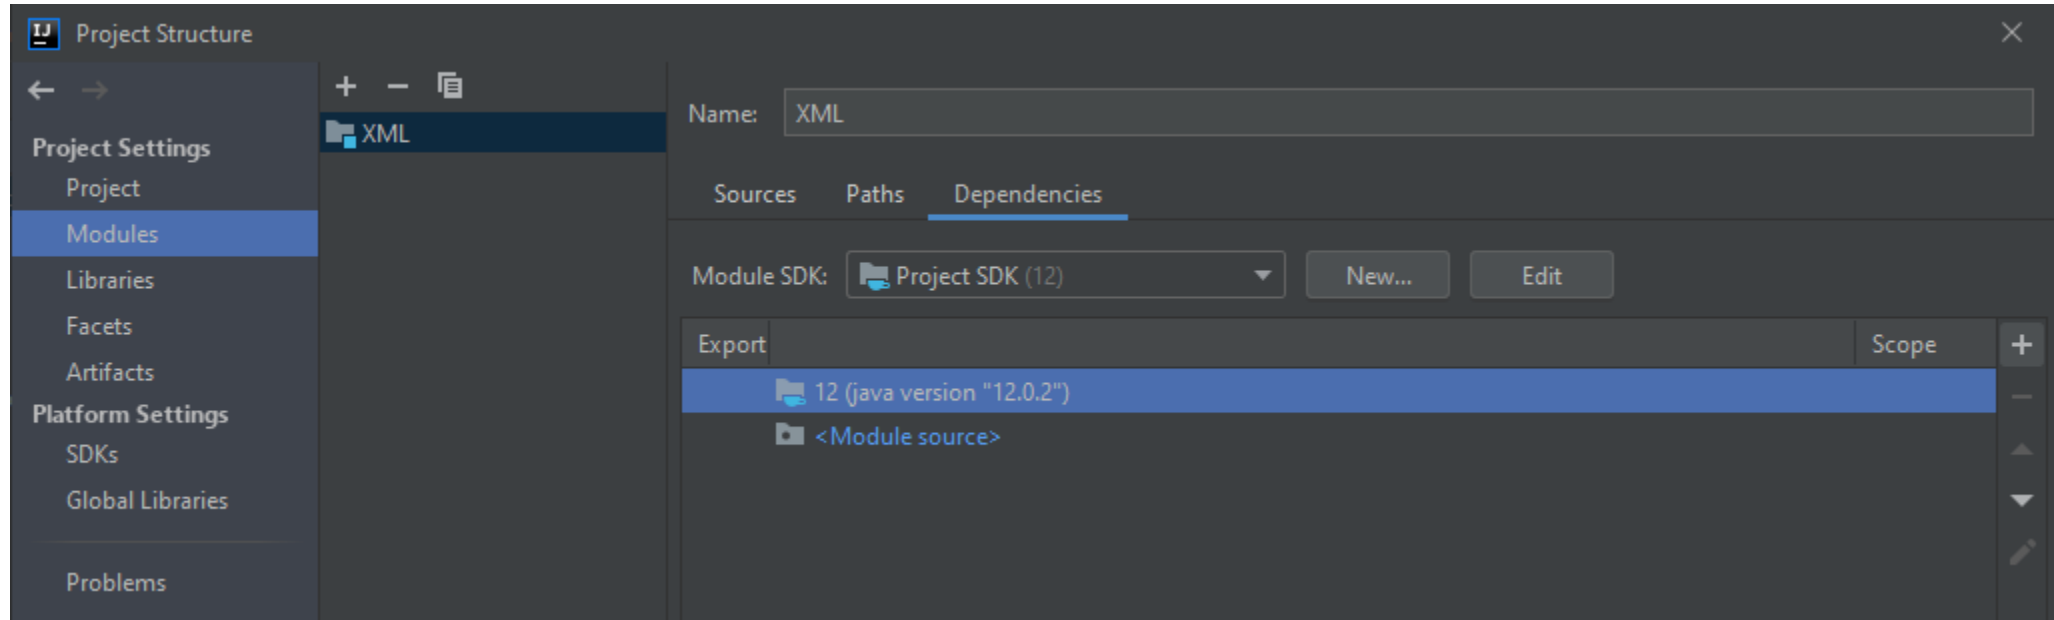 IJ Project Structure
Project Settings
Project
Modules
Libraries
Facets
Artifacts
Platform Settings
SDKs
Global Libraries
Problems
XML
Name: XML
Sources Paths Dependencies
Module SDK: Project SDK (12) New... Edit
Export Scope
12 (java version "12.0.2")
<Module source>